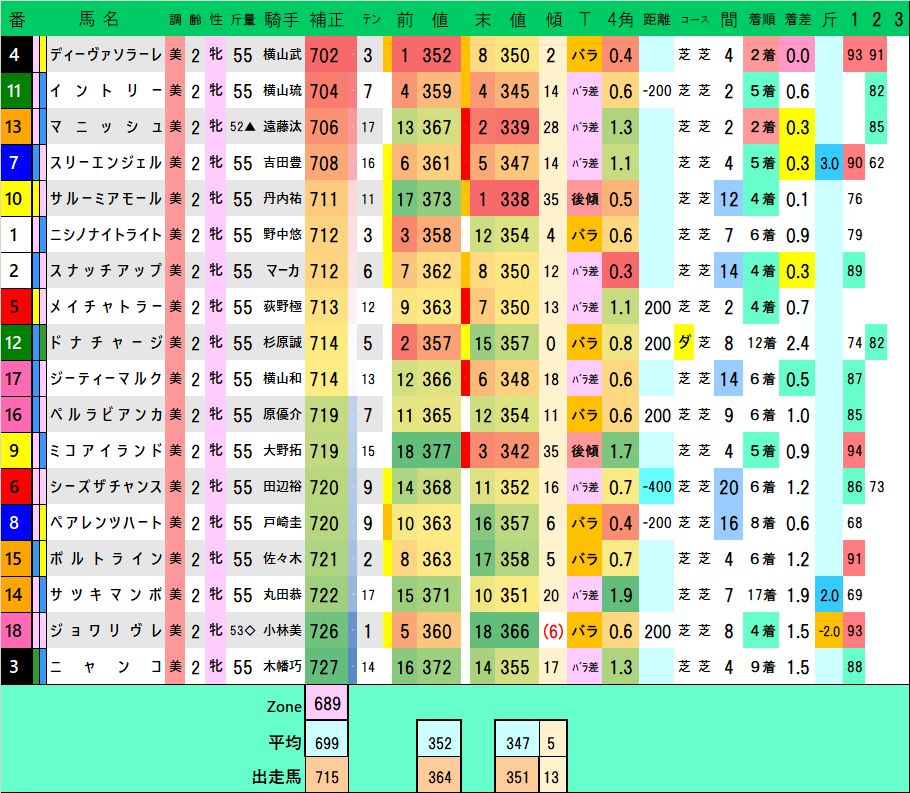 番 馬名 調 齢 性 斤量 騎手 補正 テン 前 値 末 値 傾 T 4角 距離 コース 間 着順 着差 斤 1 2 3
4 ディーヴァソラーレ 美 2 牝 55 横山武 702 3 1 352 8 350 2 バラ 0.4 芝 芝 4 2着 0.0 93 91
11 イントリー 美 2 牝 55 横山琉 704 7 4 359 4 345 14 バラ差 0.6 -200 芝 芝 2 5着 0.6 82
13 マニッシュ 美 2 牝 52▲ 遠藤汰 706 17 13 367 2 339 28 バラ差 1.3 芝 芝 2 2着 0.3 85
7 スリーエンジェル 美 2 牝 55 吉田豊 708 16 6 361 5 347 14 バラ差 1.1 芝 芝 4 5着 0.3 3.0 90 62
10 サルーミアモール 美 2 牝 55 丹内祐 711 11 17 373 1 338 35 後傾 0.5 芝 芝 12 4着 0.1 76
1 ニシノナイトライト 美 2 牝 55 野中悠 712 3 3 358 12 354 4 バラ 0.6 芝 芝 7 6着 0.9 79
2 スナッチアップ 美 2 牝 55 マーカ 712 6 7 362 8 350 12 バラ差 0.3 芝 芝 14 4着 0.3 89
5 メイチャトラー 美 2 牝 55 荻野極 713 12 9 363 7 350 13 バラ差 1.1 200 芝 芝 2 4着 0.7
12 ドナチャージ 美 2 牝 55 杉原誠 714 5 2 357 15 357 0 バラ 0.8 200 ダ 芝 8 12着 2.4 74 82
17 ジーティーマルク 美 2 牝 55 横山和 714 13 12 366 6 348 18 バラ差 0.6 芝 芝 14 6着 0.5 87
16 ペルラビアンカ 美 2 牝 55 原優介 719 7 11 365 12 354 11 バラ 0.6 200 芝 芝 9 6着 1.0 85
9 ミコアイランド 美 2 牝 55 大野拓 719 15 18 377 3 342 35 後傾 1.7 芝 芝 4 5着 0.9 94
6 シーズザチャンス 美 2 牝 55 田辺裕 720 9 14 368 11 352 16 バラ差 0.7 -400 芝 芝 20 6着 1.2 86 73
8 ペアレンツハート 美 2 牝 55 戸崎圭 720 9 10 363 16 357 6 バラ 0.4 -200 芝 芝 16 8着 0.6 68
15 ボルトライン 美 2 牝 55 佐々木 721 2 8 363 17 358 5 バラ 0.7 芝 芝 4 6着 1.2 91
14 サツキマンボ 美 2 牝 55 丸田恭 722 17 15 371 10 351 20 バラ差 1.9 芝 芝 7 17着 1.9 2.0 69
18 ジョワリヴレ 美 2 牝 53◇ 小林美 726 1 5 360 18 366 (6) バラ 0.6 200 芝 芝 8 4着 1.5 -2.0 93
3 ニャンコ 美 2 牝 55 木幡巧 727 14 16 372 14 355 17 バラ差 1.3 芝 芝 4 9着 1.5 88
Zone 689
平均 699 352 347 5
出走馬 715 364 351 13